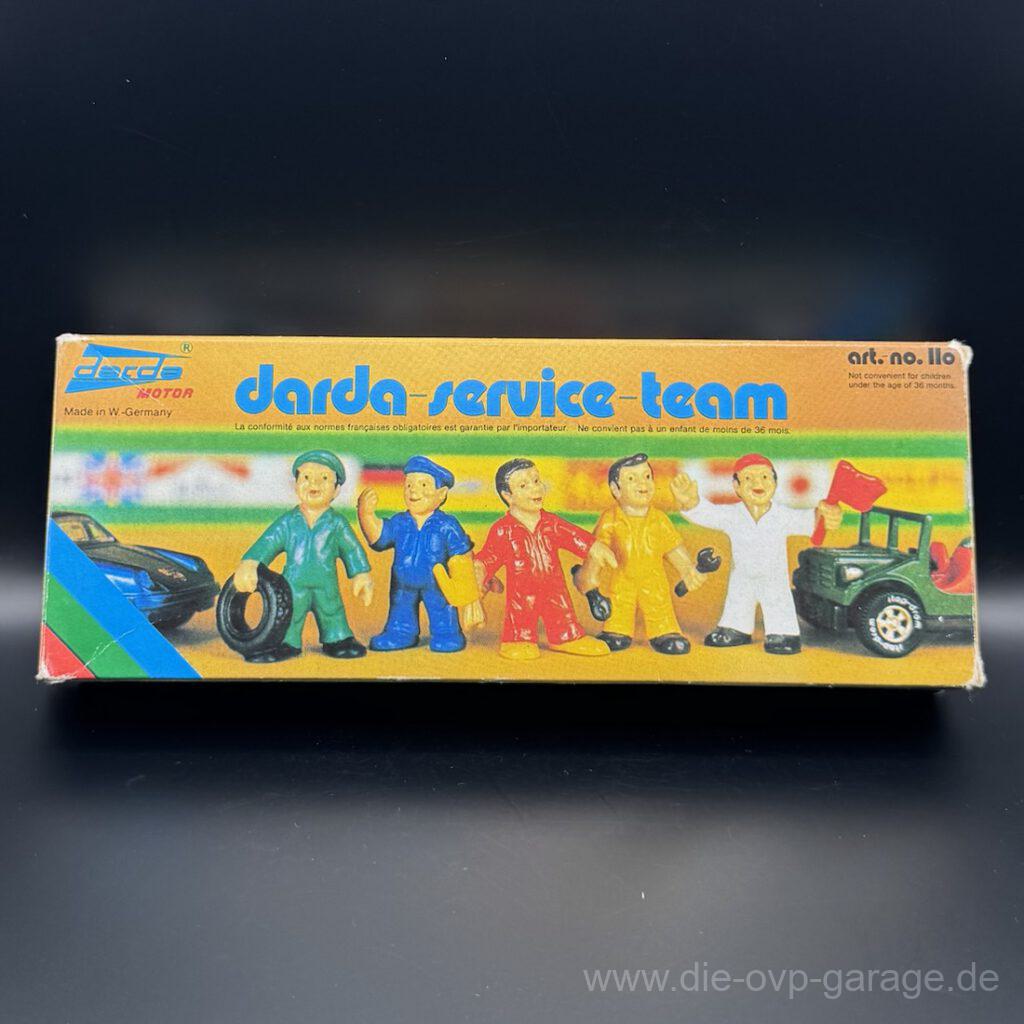 darda ®
MOTOR
Made in W.-Germany
darda-service-team
La conformité aux normes françaises obligatoires est garantie par l'importateur. Ne convient pas à un enfant de moins de 36 mois.
art. no. 110
Not convenient for children
under the age of 36 months.
www.die-ovp-garage.de